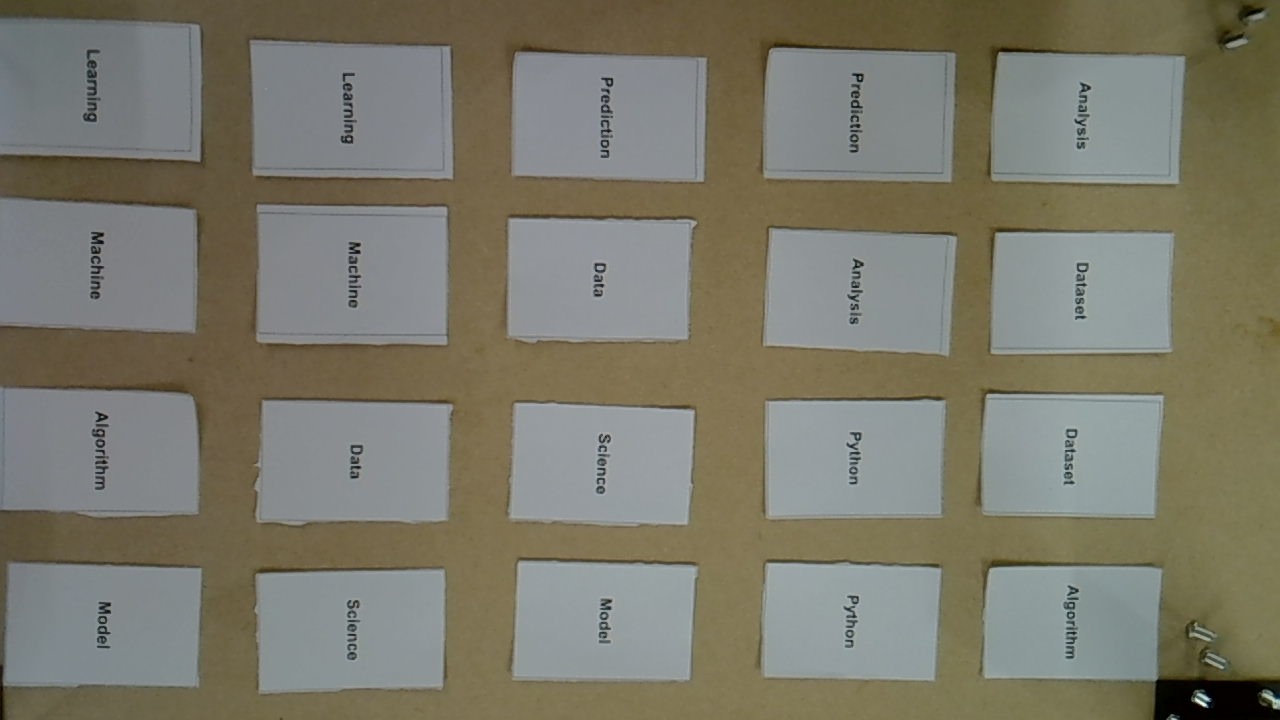 Analysis
Dataset
Dataset
Algorithm
Prediction
Analysis
Python
Python
Prediction
Data
Science
Model
Learning
Machine
Data
Science
Learning
Machine
Algorithm
Model